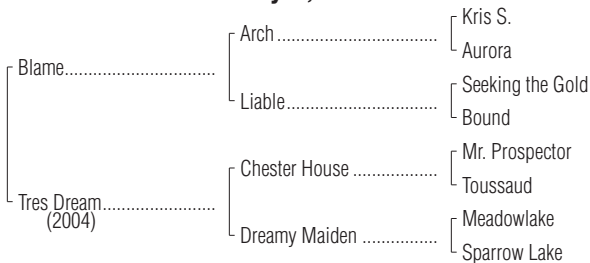 Kris S.
Arch
Aurora
Blame
Seeking the Gold
Liable
Bound
Mr. Prospector
Chester House
Toussaud
Tres Dream
(2004)
Meadowlake
Dreamy Maiden
Sparrow Lake